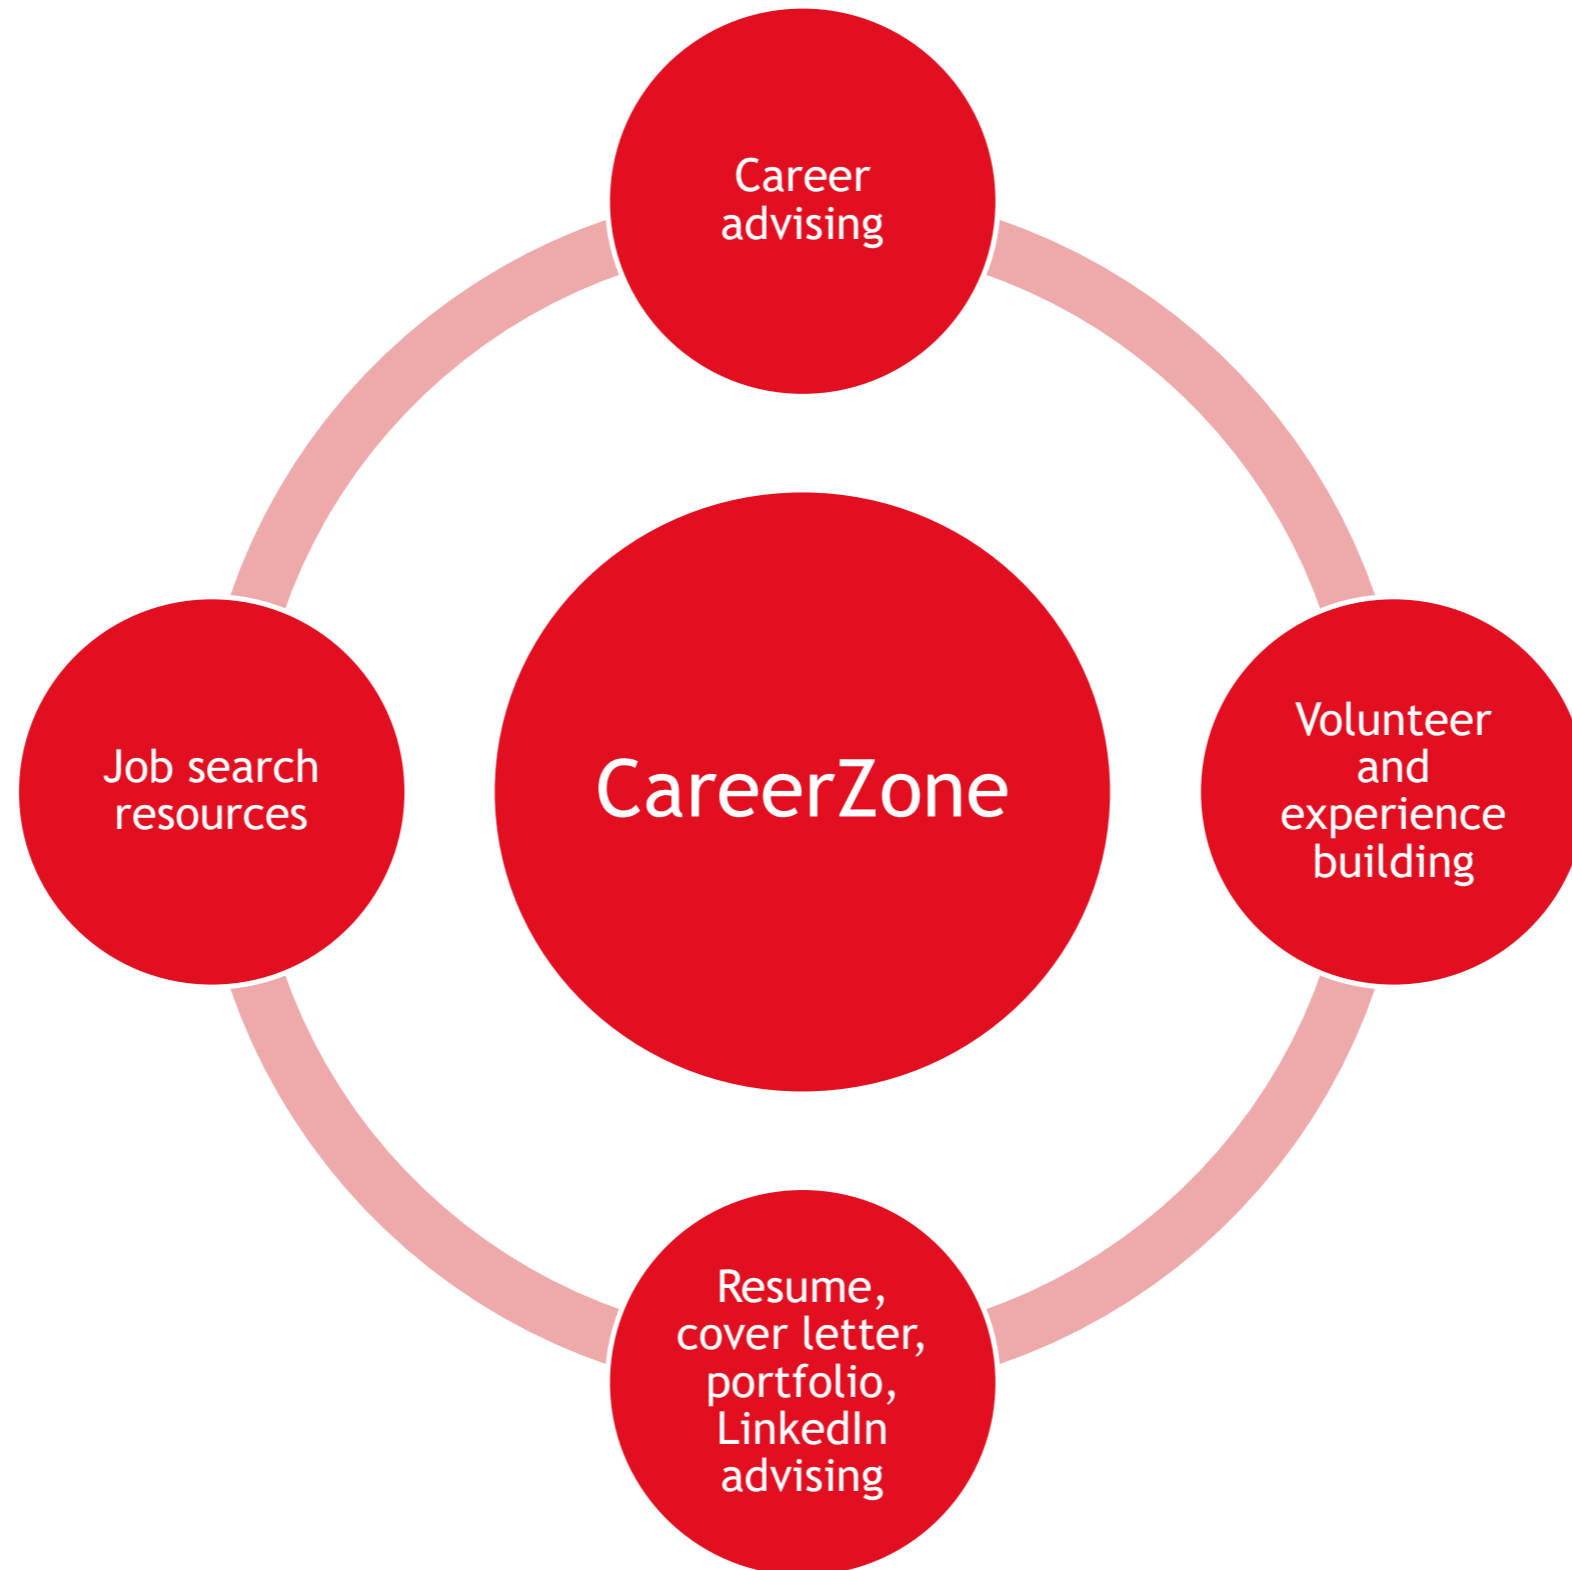 Career
advising
Job search
resources
CareerZone
Volunteer
and
experience
building
Resume,
cover letter,
portfolio,
LinkedIn
advising